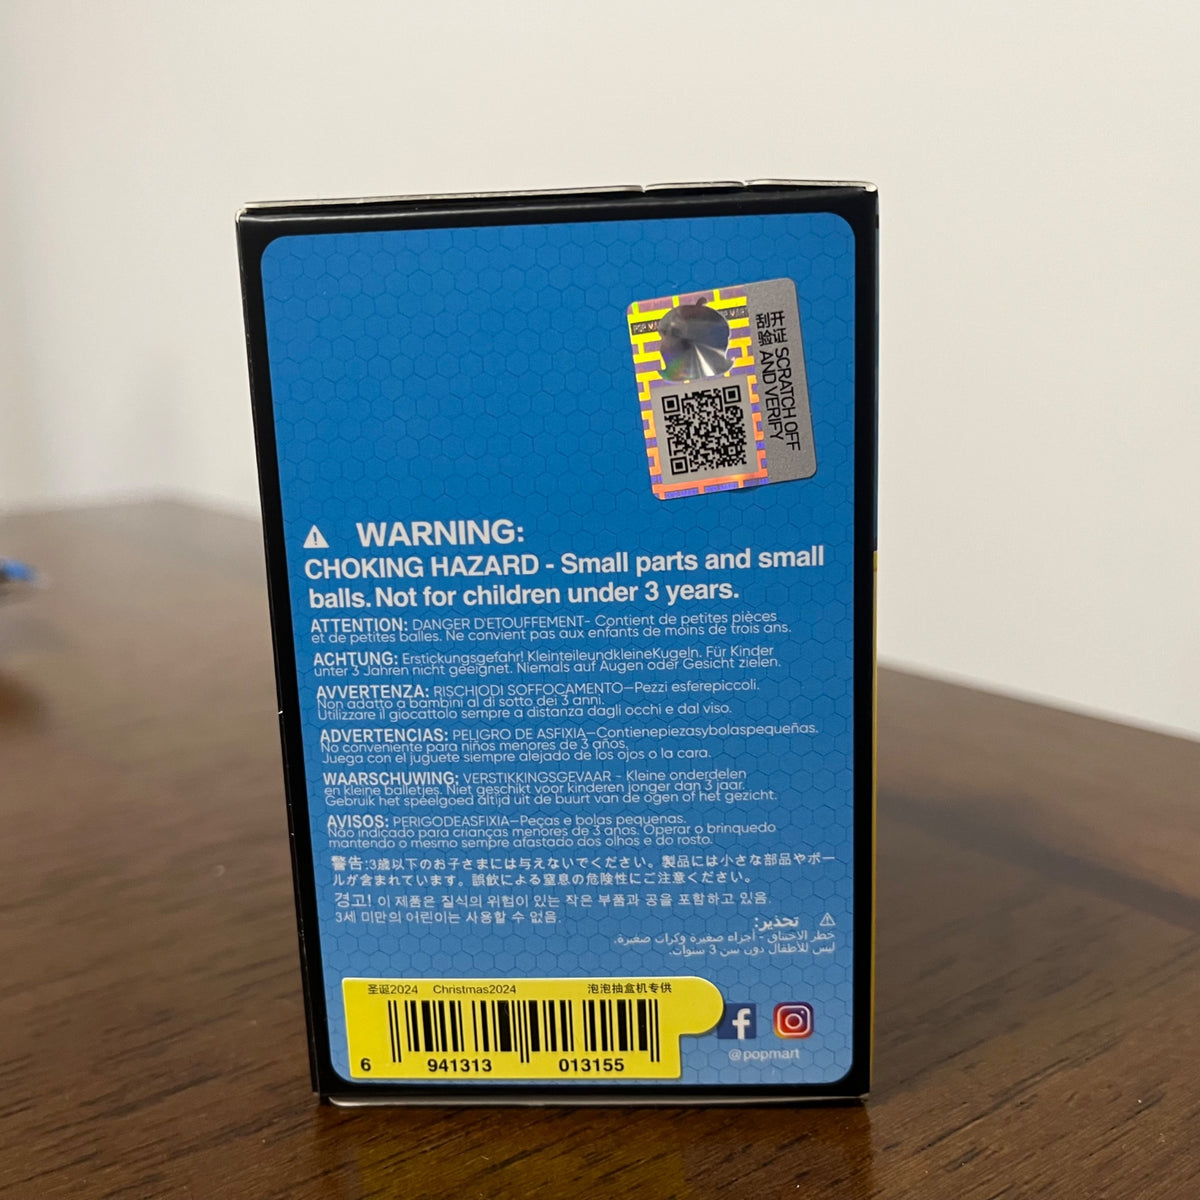 POP MART
开 刮
证 验
SCRATCH OFF
AND VERIFY
WARNING:
CHOKING HAZARD - Small parts and small
balls. Not for children under 3 years.
ATTENTION: DANGER D'ETOUFFEMENT- Contient de petites pièces
et de petites balles. Ne convient pas aux enfants de moins de trois ans.
ACHTUNG: Erstickungsgefahr! KleinteileundkleineKugeln. Für Kinder
unter 3 Jahren nicht geeignet. Niemals auf Augen oder Gesicht zielen.
AVVERTENZA: RISCHIODI SOFFOCAMENTO—Pezzi esferepiccoli.
Non adatto a bambini al di sotto dei 3 anni.
Utilizzare il giocattolo sempre a distanza dagli occhi e dal viso.
ADVERTENCIAS: PELIGRO DE ASFIXIA—Contienepiezasybolaspequeñas.
No conveniente para niños menores de 3 años.
Juega con el juguete siempre alejado de los ojos o la cara.
WAARSCHUWING: VERSTIKKINGSGEVAAR - Kleine onderdelen
en kleine balletjes. Niet geschikt voor kinderen jonger dan 3 jaar.
Gebruik het speelgoed altijd uit de buurt van de ogen of het gezicht.
AVISOS: PERIGODEASFIXIA—Peças e bolas pequenas.
Não indicado para crianças menores de 3 años. Operar o brinquedo
mantendo o mesmo sempre afastado dos olhos e do rosto.
警告:3歳以下のお子さまには与えないでください。製品には小さな部品やボー
ルが含まれています。誤飲による窒息の危険性にご注意ください。
경고! 이 제품은 질식의 위험이 있는 작은 부품과 공을 포함하고 있음.
3세 미만의 어린이는 사용할 수 없음.
تحذير:
خطر الاختناق - أجزاء صغيرة وكرات صغيرة.
ليس للأطفال دون سن 3 سنوات.
圣诞2024 Christmas2024 泡泡抽盒机专供
6 941313 013155
@popmart